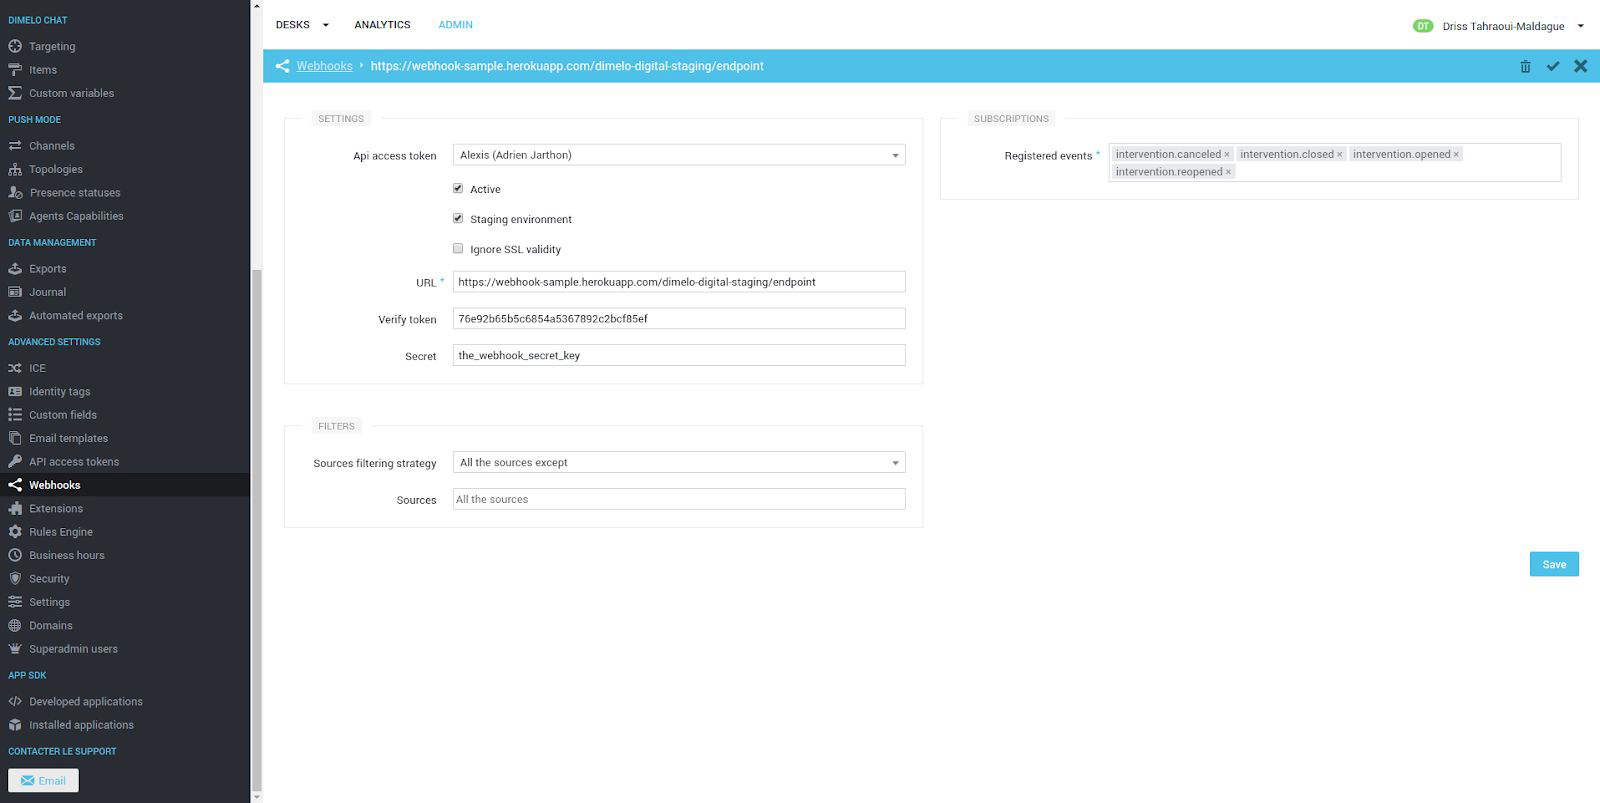 DIMELO CHAT
Targeting
Items
Custom variables
PUSH MODE
Channels
Topologies
Presence statuses
Agents Capabilities
DATA MANAGEMENT
Exports
Journal
Automated exports
ADVANCED SETTINGS
ICE
Identity tags
Custom fields
Email templates
API access tokens
Webhooks
Extensions
Rules Engine
Business hours
Security
Settings
Domains
Superadmin users
APP SDK
Developed applications
Installed applications
CONTACTER LE SUPPORT
Email
DESKS ANALYTICS ADMIN
DT Driss Tahraoui-Maldague
Webhooks https://webhook-sample.herokuapp.com/dimelo-digital-staging/endpoint
SETTINGS
Api access token Alexis (Adrien Jarthon)
Active
Staging environment
Ignore SSL validity
URL * https://webhook-sample.herokuapp.com/dimelo-digital-staging/endpoint
Verify token 76e92b65b5c6854a5367892c2bcf85ef
Secret the_webhook_secret_key
FILTERS
Sources filtering strategy All the sources except
Sources All the sources
SUBSCRIPTIONS
Registered events * intervention.canceled × intervention.closed × intervention.opened ×
intervention.reopened ×
Save